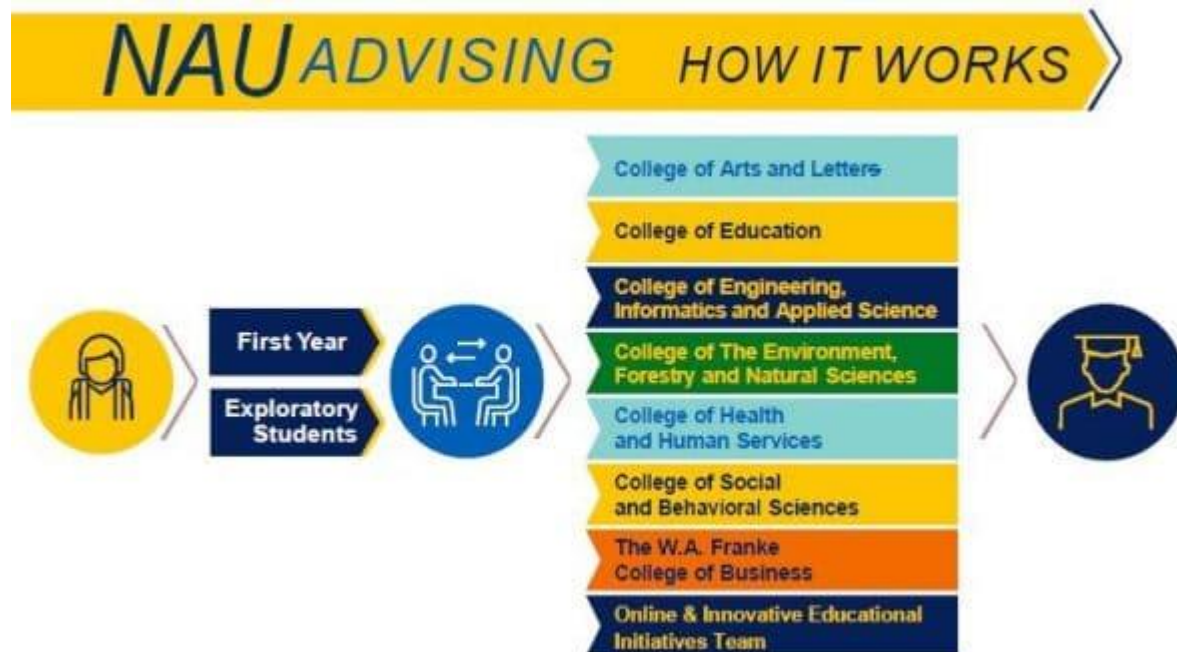 NAU ADVISING HOW IT WORKS
First Year
Exploratory
Students
College of Arts and Letters
College of Education
College of Engineering,
Informatics and Applied Science
College of The Environment,
Forestry and Natural Sciences
College of Health
and Human Services
College of Social
and Behavioral Sciences
The W.A. Franke
College of Business
Online & Innovative Educational
Initiatives Team